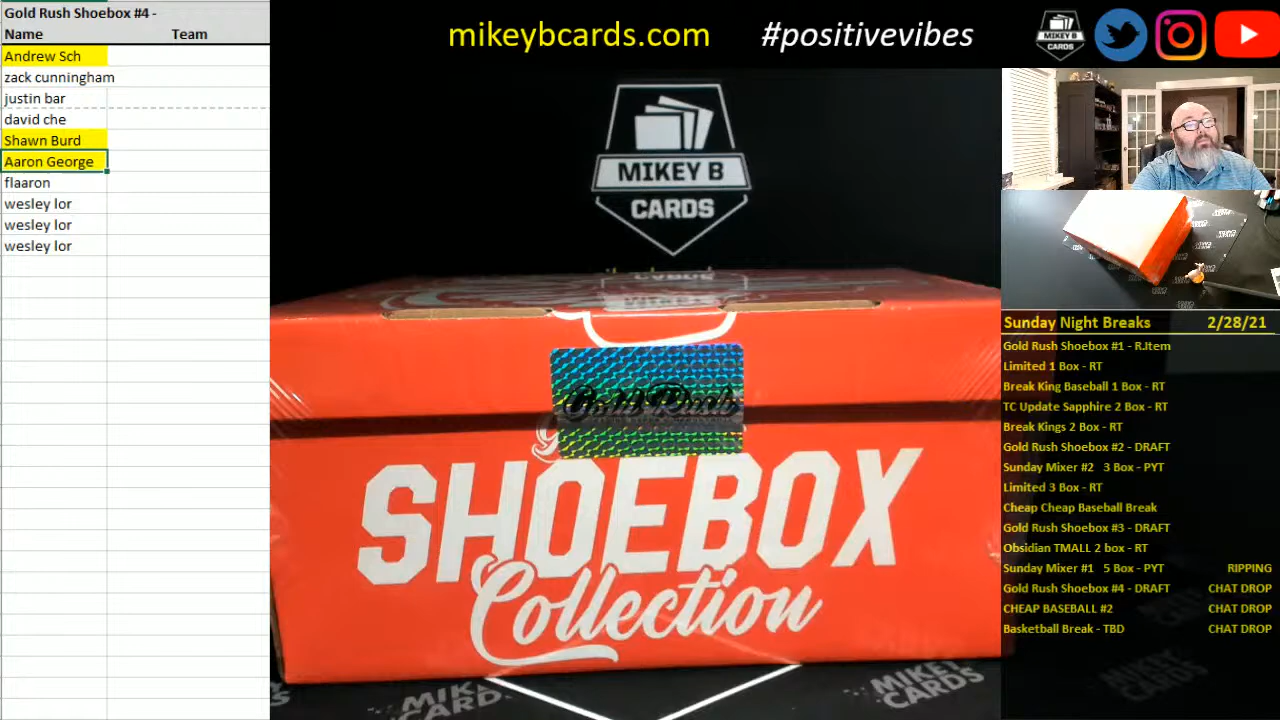 Gold Rush Shoebox #4 -
Name Team
Andrew Sch
zack cunningham
justin bar
david che
Shawn Burd
Aaron George
flaaron
wesley lor
wesley lor
wesley lor
mikeybcards.com #positivevibes
MIKEY B
CARDS
MIKEY B
CARDS
Gold Rush
SHOEBOX
Collection
MIKEY
CARDS
MIKEY
CARDS
Sunday Night Breaks 2/28/21
Gold Rush Shoebox #1 - R.Item
Limited 1 Box - RT
Break King Baseball 1 Box - RT
TC Update Sapphire 2 Box - RT
Break Kings 2 Box - RT
Gold Rush Shoebox #2 - DRAFT
Sunday Mixer #2 3 Box - PYT
Limited 3 Box - RT
Cheap Cheap Baseball Break
Gold Rush Shoebox #3 - DRAFT
Obsidian TMALL 2 box - RT
Sunday Mixer #1 5 Box - PYT RIPPING
Gold Rush Shoebox #4 - DRAFT CHAT DROP
CHEAP BASEBALL #2 CHAT DROP
Basketball Break - TBD CHAT DROP